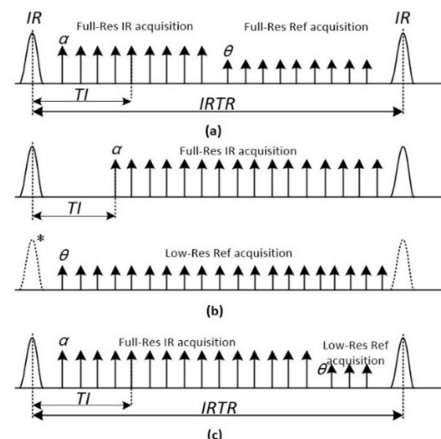 IR
IR
Full-Res IR acquisition
Full-Res Ref acquisition
α
θ
TI
IRTR
(a)
Full-Res IR acquisition
α
TI
*
Low-Res Ref acquisition
θ
(b)
Full-Res IR acquisition
Low-Res Ref
acquisition
α
θ
TI
IRTR
(c)